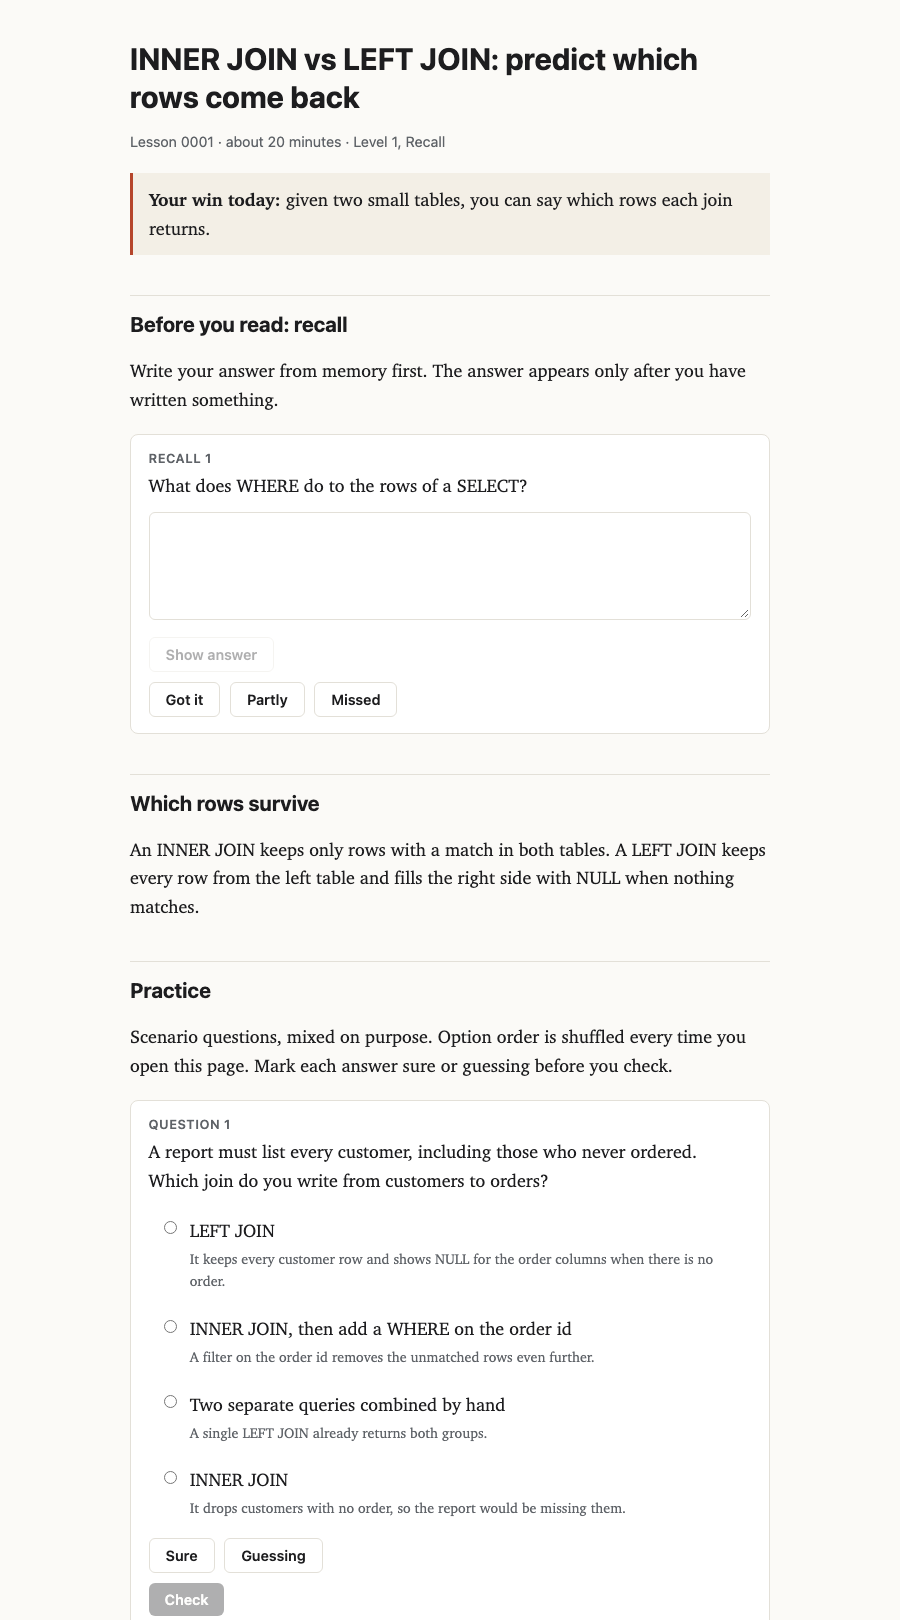 INNER JOIN vs LEFT JOIN: predict which
rows come back
Lesson 0001 · about 20 minutes · Level 1, Recall
Your win today: given two small tables, you can say which rows each join
returns.
Before you read: recall
Write your answer from memory first. The answer appears only after you have
written something.
RECALL 1
What does WHERE do to the rows of a SELECT?
Show answer
Got it Partly Missed
Which rows survive
An INNER JOIN keeps only rows with a match in both tables. A LEFT JOIN keeps
every row from the left table and fills the right side with NULL when nothing
matches.
Practice
Scenario questions, mixed on purpose. Option order is shuffled every time you
open this page. Mark each answer sure or guessing before you check.
QUESTION 1
A report must list every customer, including those who never ordered.
Which join do you write from customers to orders?
LEFT JOIN
It keeps every customer row and shows NULL for the order columns when there is no
order.
INNER JOIN, then add a WHERE on the order id
A filter on the order id removes the unmatched rows even further.
Two separate queries combined by hand
A single LEFT JOIN already returns both groups.
INNER JOIN
It drops customers with no order, so the report would be missing them.
Sure Guessing
Check